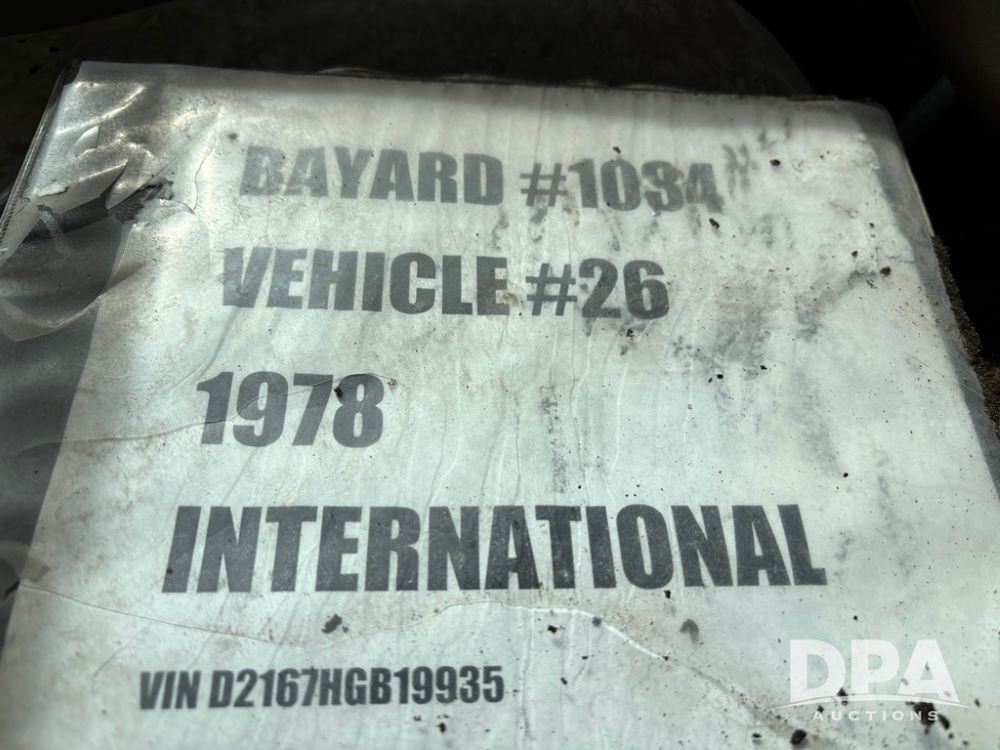 BAYARD #1034
VEHICLE #26
1978
INTERNATIONAL
VIN D2167HGB19935
DPA
AUCTIONS